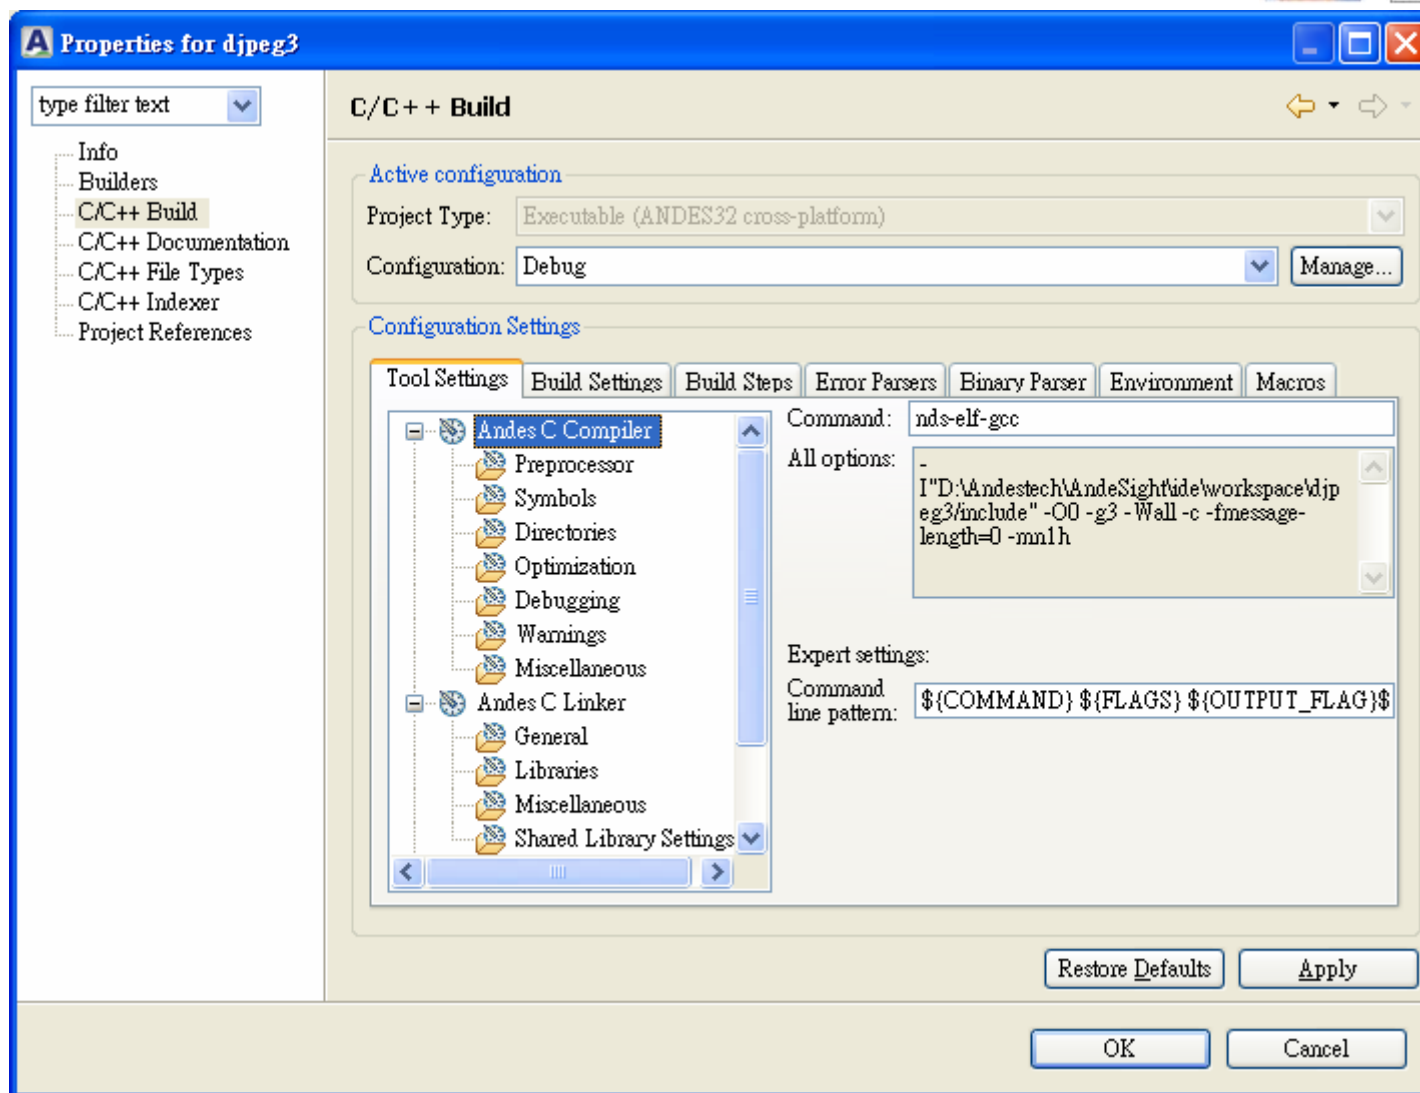 Properties for djpeg3
type filter text
Info
Builders
C/C++ Build
C/C++ Documentation
C/C++ File Types
C/C++ Indexer
Project References
C/C++ Build
Active configuration
Project Type: Executable (ANDES32 cross-platform)
Configuration: Debug Manage...
Configuration Settings
Tool Settings Build Settings Build Steps Error Parsers Binary Parser Environment Macros
Andes C Compiler
Preprocessor
Symbols
Directories
Optimization
Debugging
Warnings
Miscellaneous
Andes C Linker
General
Libraries
Miscellaneous
Shared Library Settings
Command: nds-elf-gcc
All options: -
I"D:\Andestech\AndeSight\ide\workspace\djp
eg3/include" -O0 -g3 -Wall -c -fmessage-
length=0 -mn1h
Expert settings:
Command
line pattern: ${COMMAND} ${FLAGS} ${OUTPUT_FLAG}$
Restore Defaults Apply
OK Cancel